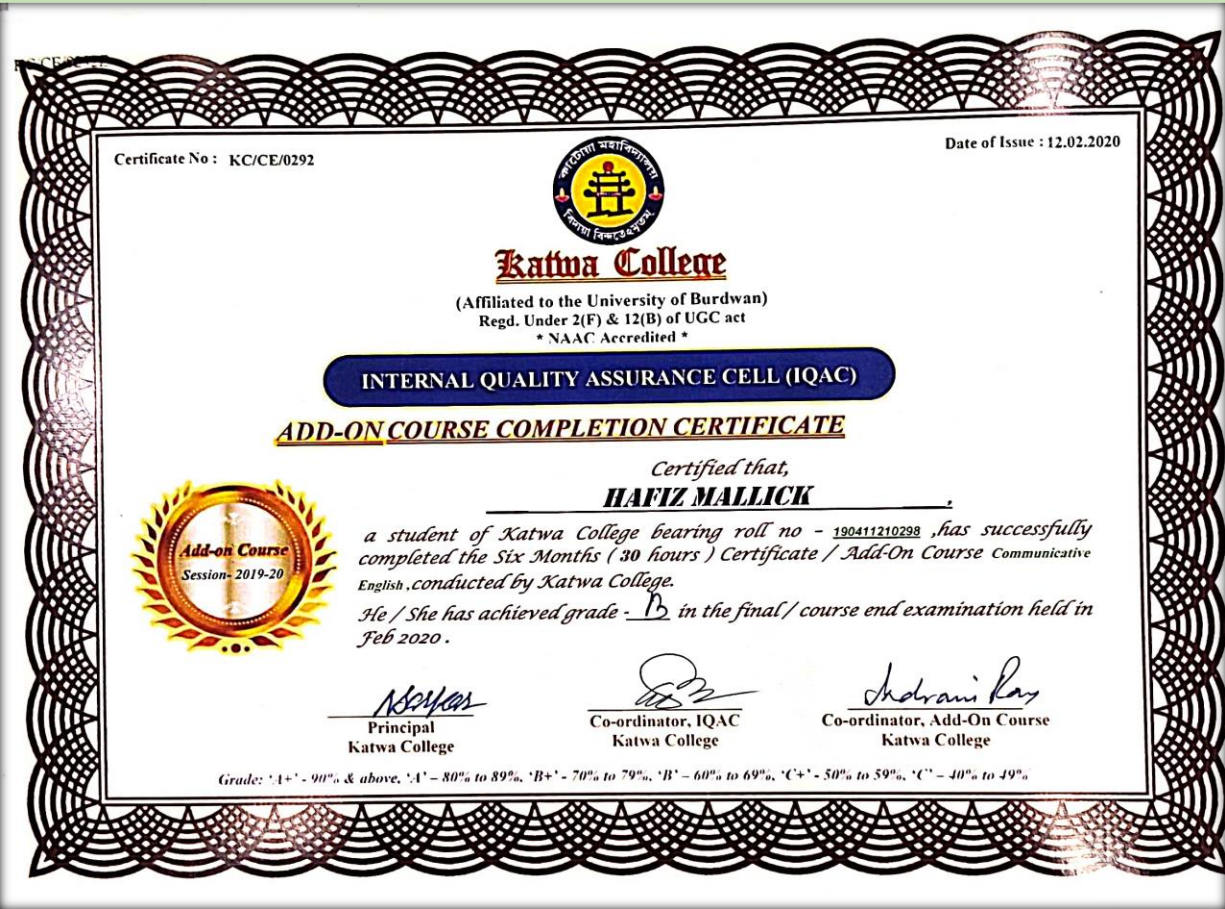 Certificate No : KC/CE/0292
Date of Issue : 12.02.2020
কাটোয়া মহাবিদ্যালয়
Katwa College
(Affiliated to the University of Burdwan)
Regd. Under 2(F) & 12(B) of UGC act
* NAAC Accredited *
INTERNAL QUALITY ASSURANCE CELL (IQAC)
ADD-ON COURSE COMPLETION CERTIFICATE
Certified that,
HAFIZ MALLICK .
a student of Katwa College bearing roll no - 190411210298 ,has successfully
completed the Six Months ( 30 hours ) Certificate / Add-On Course Communicative
English ,conducted by Katwa College.
He / She has achieved grade - B in the final / course end examination held in
Feb 2020 .
Add-on Course
Session- 2019-20
Indrani Ray
Principal
Katwa College
Co-ordinator, IQAC
Katwa College
Co-ordinator, Add-On Course
Katwa College
Grade: 'A+' - 90% & above, 'A' – 80% to 89%, 'B+' - 70% to 79%, 'B' – 60% to 69%, 'C+' - 50% to 59%, 'C' – 40% to 49%